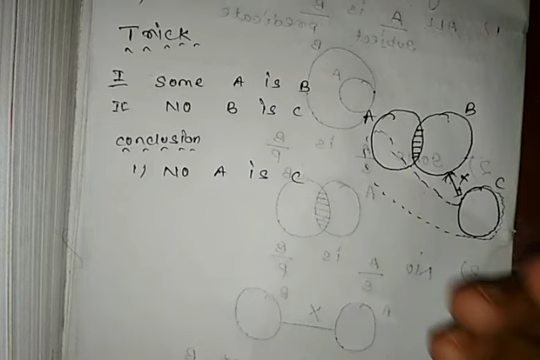 Trick
I Some A is B
II NO B is C
conclusion
1) NO A is C
A
B
x
C